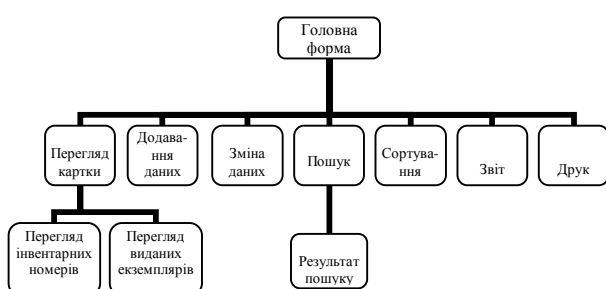 Головна
форма
Перегляд
картки
Додава-
ння
даних
Зміна
даних
Пошук
Сортува-
ння
Звіт
Друк
Перегляд
інвентарних
номерів
Перегляд
виданих
екземплярів
Результат
пошуку